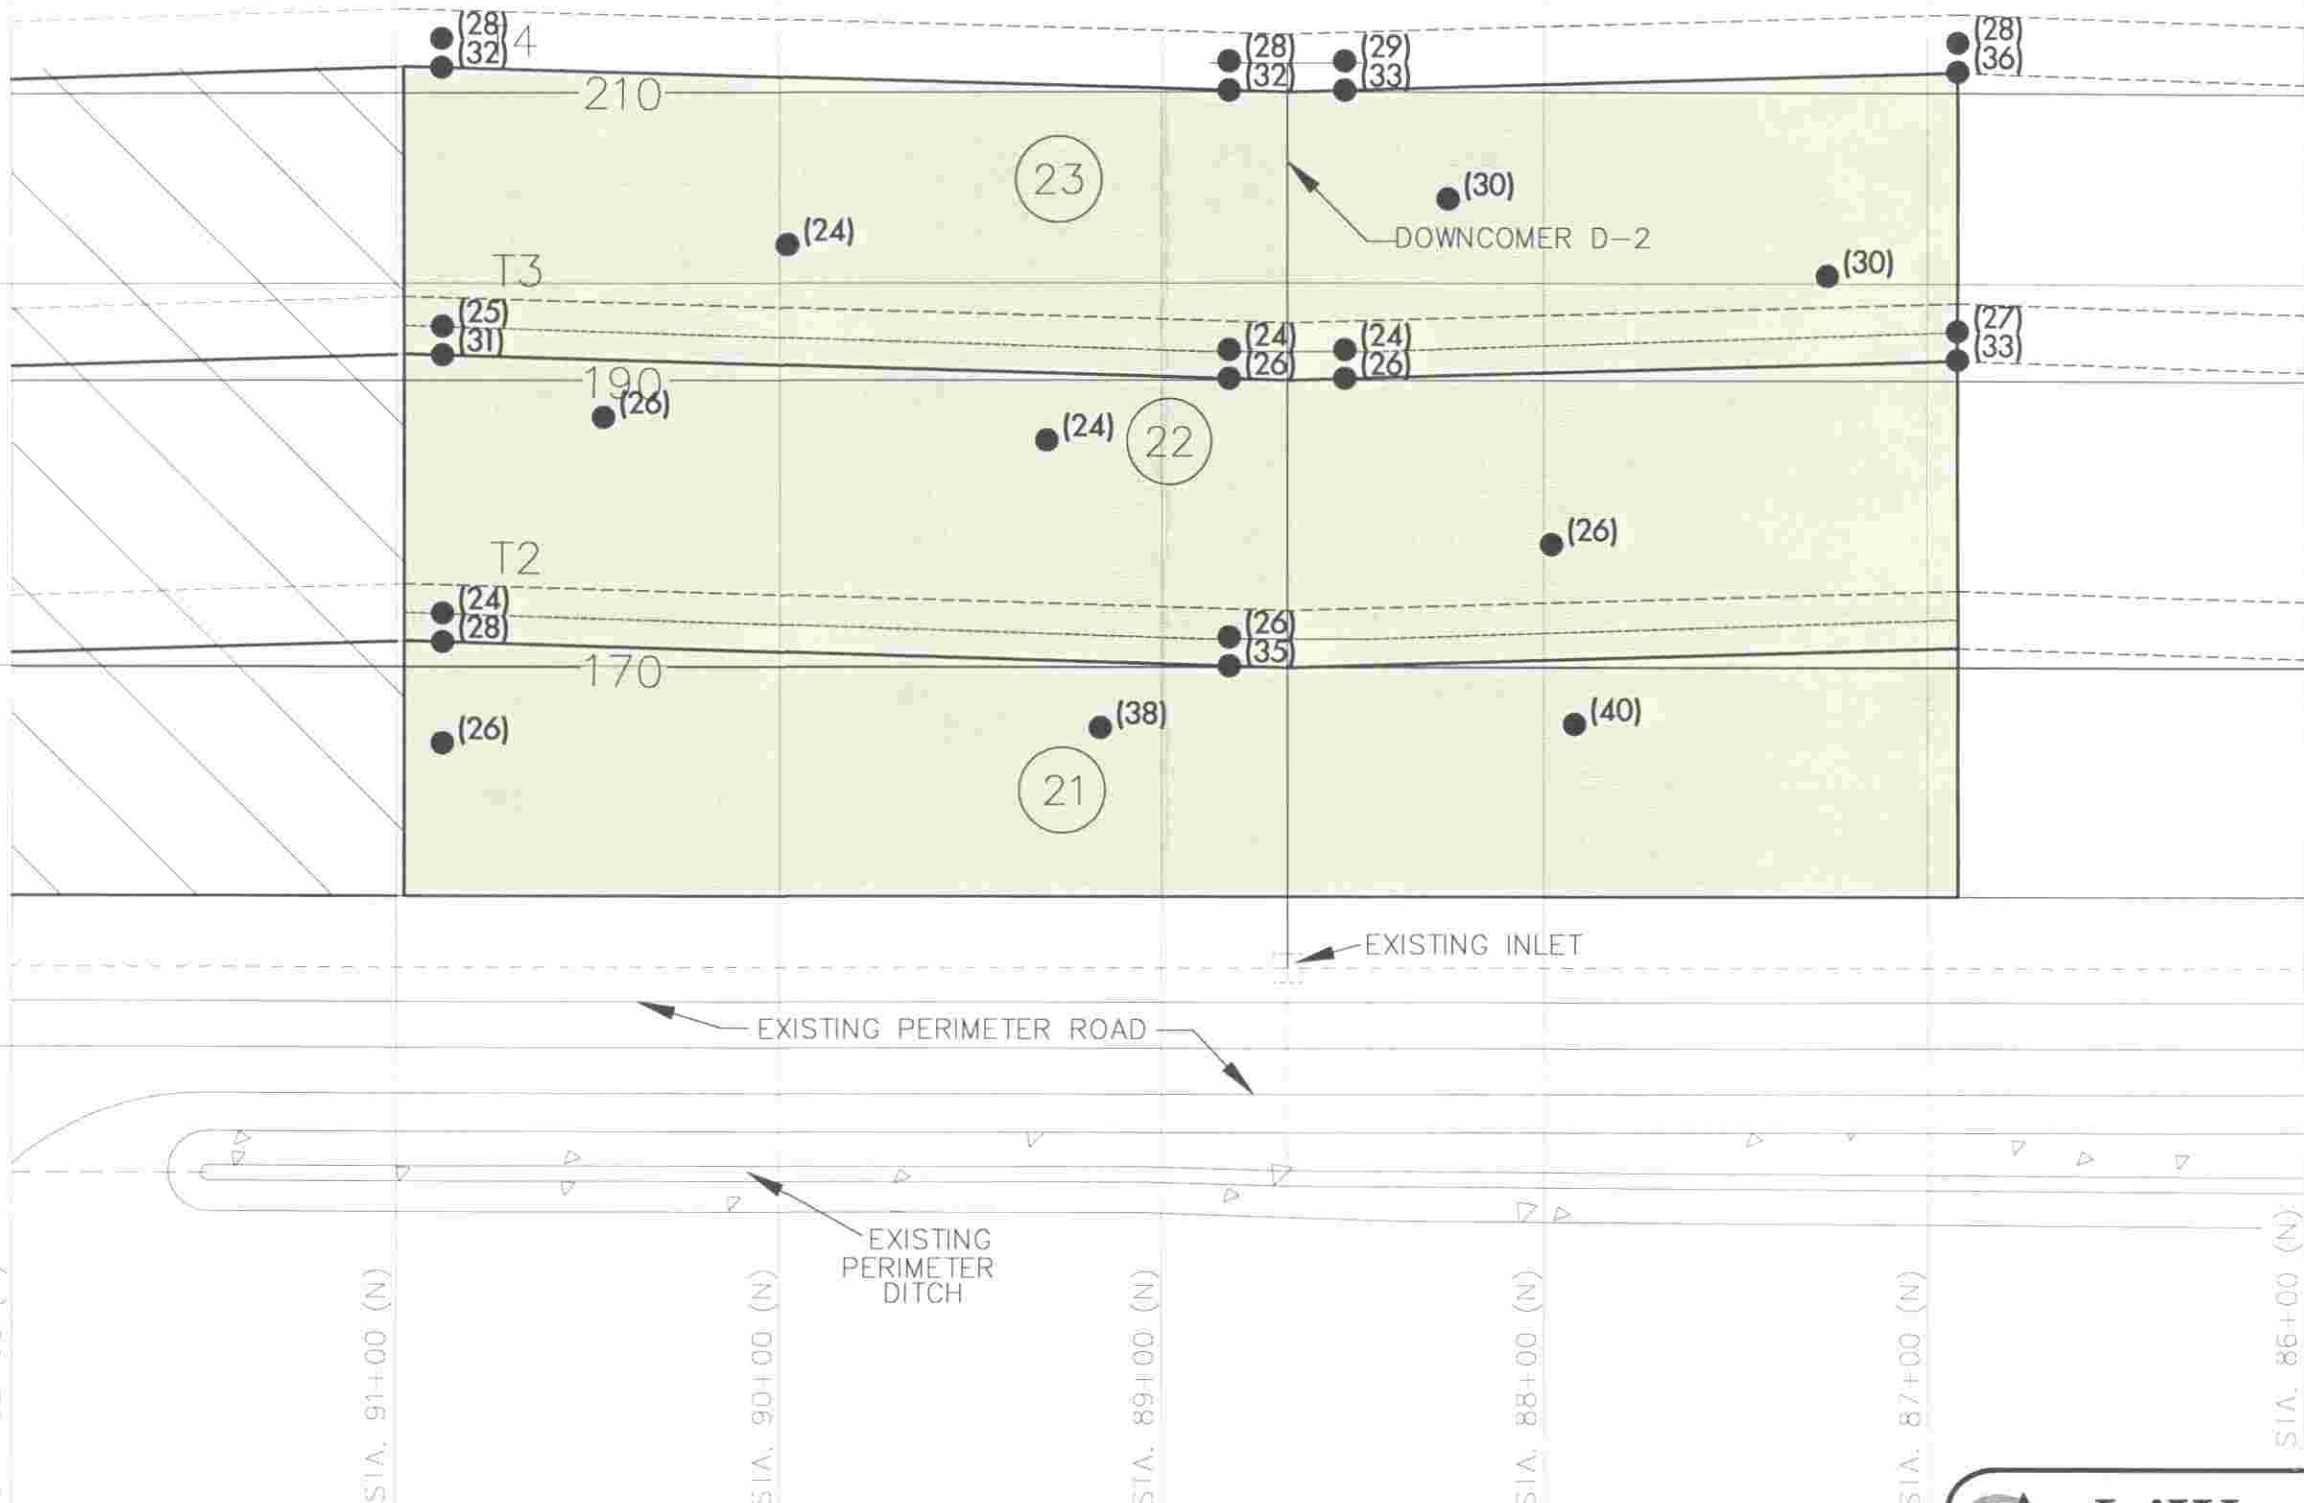 (28)
4
(32)
(28)
(32)
(29)
(33)
(28)
(36)
210
23
(30)
(24)
DOWNCOMER D-2
(30)
T3
(25)
(31)
(24)
(26)
(24)
(26)
(27)
(33)
190
(26)
(24)
22
(26)
T2
(24)
(28)
(26)
(35)
170
(26)
(38)
(40)
21
EXISTING INLET
EXISTING PERIMETER ROAD
EXISTING
PERIMETER
DITCH
STA. 91+00 (N)
STA. 90+00 (N)
STA. 89+00 (N)
STA. 88+00 (N)
STA. 87+00 (N)
STA. 86+00 (N)